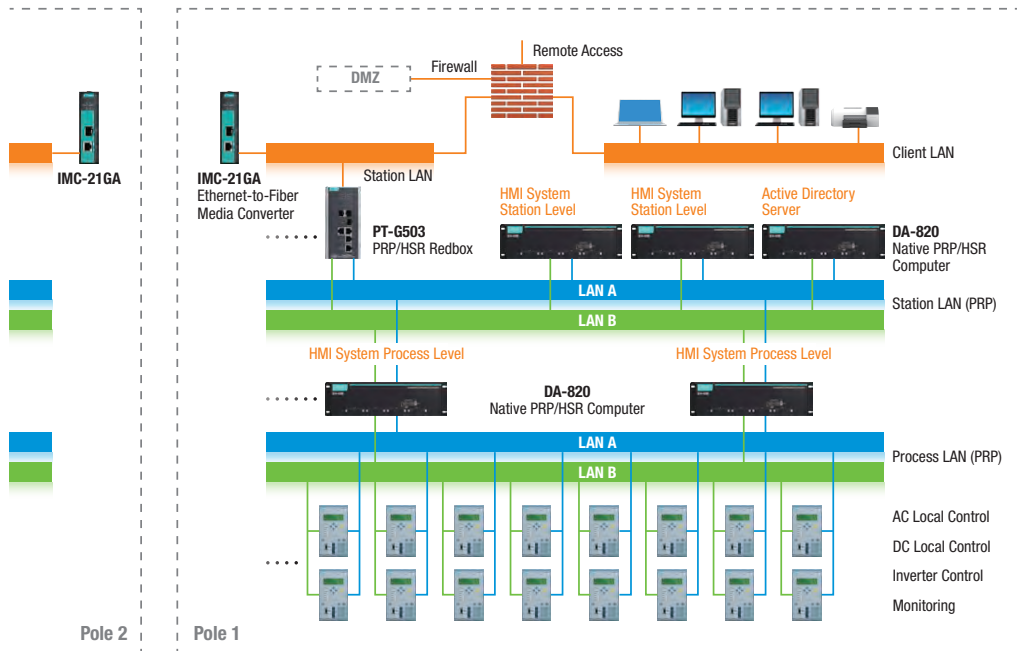 Remote Access
Firewall
DMZ
IMC-21GA
IMC-21GA
Ethernet-to-Fiber
Media Converter
Station LAN
Client LAN
PT-G503
PRP/HSR Redbox
HMI System
Station Level
HMI System
Station Level
Active Directory
Server
DA-820
Native PRP/HSR
Computer
LAN A
Station LAN (PRP)
LAN B
HMI System Process Level
HMI System Process Level
DA-820
Native PRP/HSR Computer
LAN A
Process LAN (PRP)
LAN B
AC Local Control
DC Local Control
Inverter Control
Monitoring
Pole 2
Pole 1